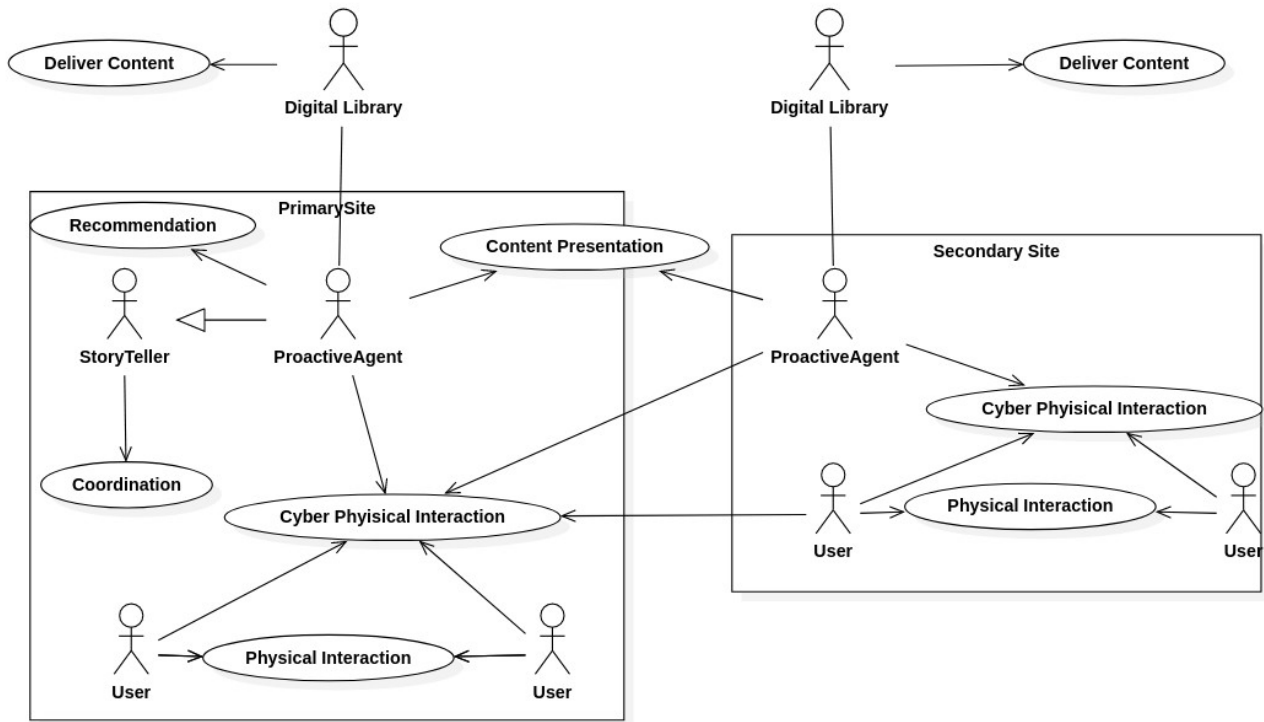 Deliver Content
Digital Library
Digital Library
Deliver Content
PrimarySite
Recommendation
Content Presentation
Secondary Site
StoryTeller
ProactiveAgent
ProactiveAgent
Cyber Phyisical Interaction
Coordination
Cyber Phyisical Interaction
Physical Interaction
User
User
Physical Interaction
User
User